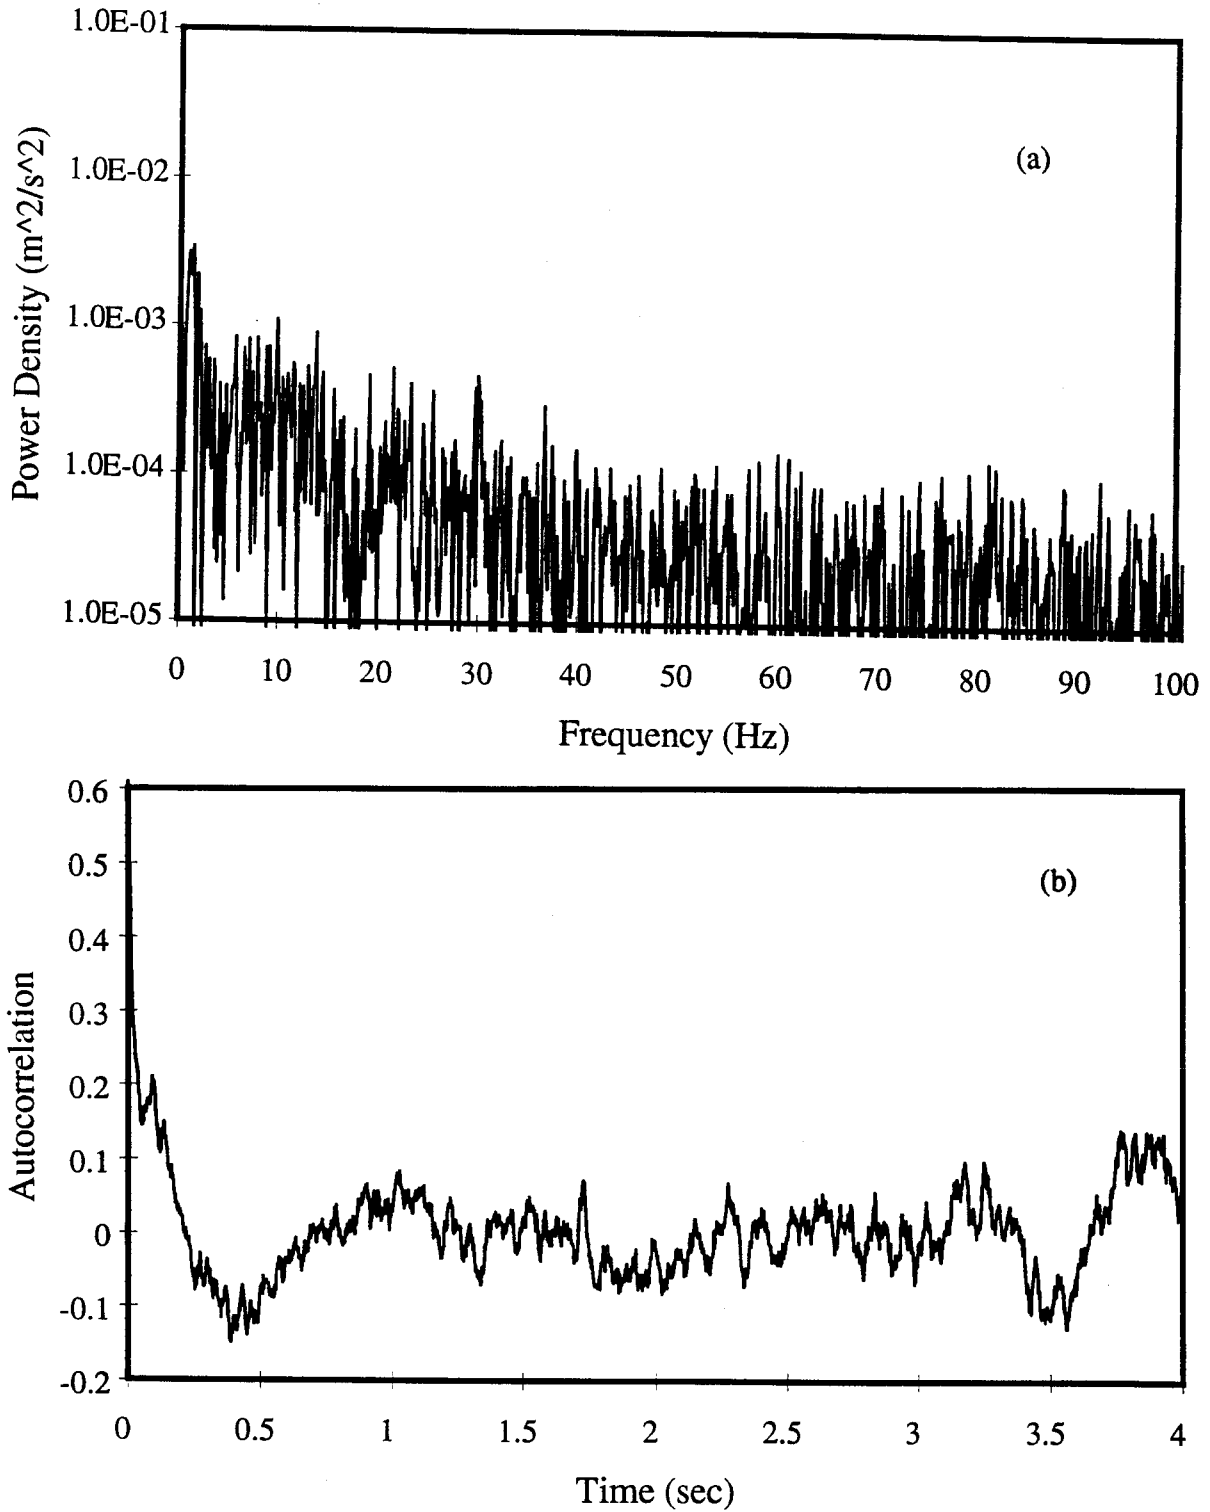 1.0E-01
1.0E-02
1.0E-03
1.0E-04
1.0E-05
Power Density (m^2/s^2)
(a)
0 10 20 30 40 50 60 70 80 90 100
Frequency (Hz)
0.6
0.5
0.4
0.3
0.2
0.1
0
-0.1
-0.2
Autocorrelation
(b)
0 0.5 1 1.5 2 2.5 3 3.5 4
Time (sec)